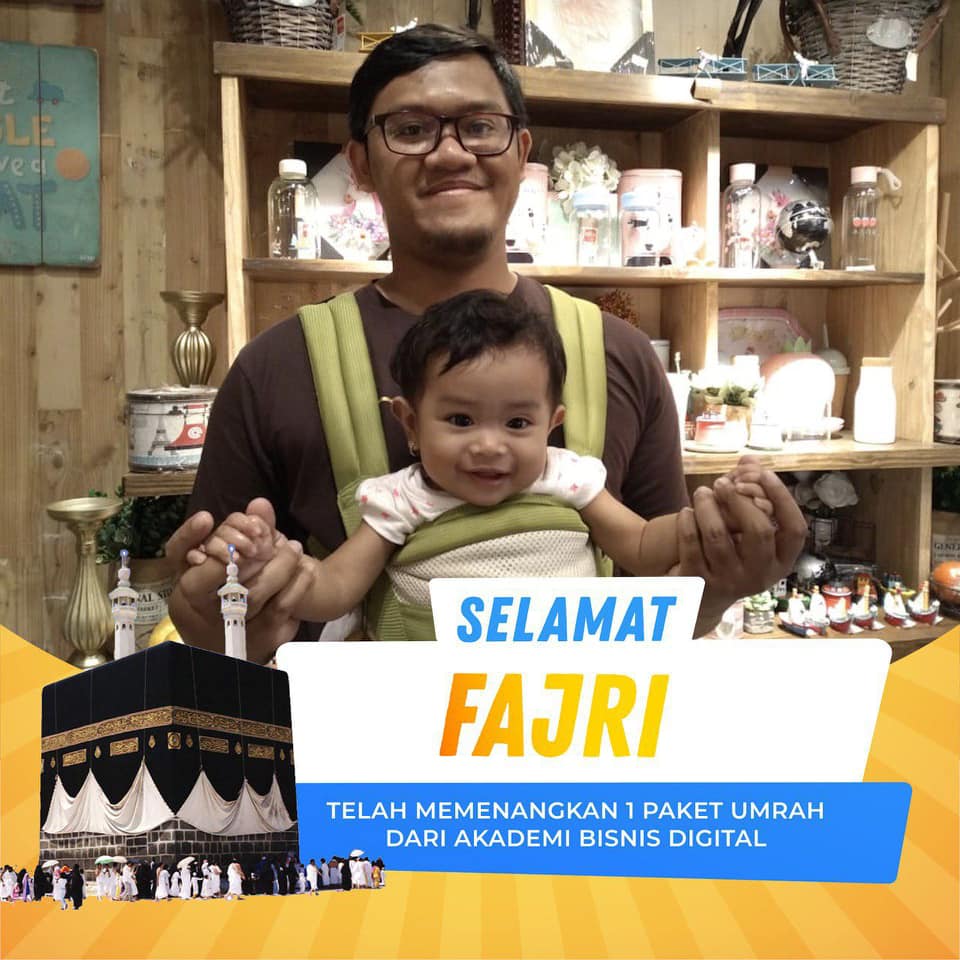 SELAMAT
FAJRI
TELAH MEMENANGKAN 1 PAKET UMRAH
DARI AKADEMI BISNIS DIGITAL